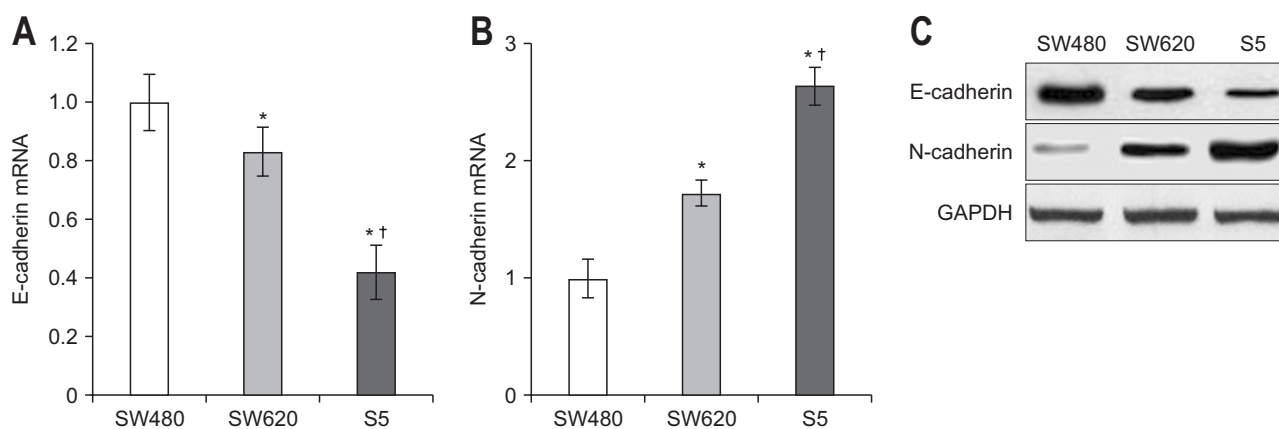 A
E-cadherin mRNA
1.2
1.0
0.8
0.6
0.4
0.2
0
*
* †
SW480 SW620 S5
B
N-cadherin mRNA
3
2
1
0
*
* †
SW480 SW620 S5
C
SW480 SW620 S5
E-cadherin
N-cadherin
GAPDH